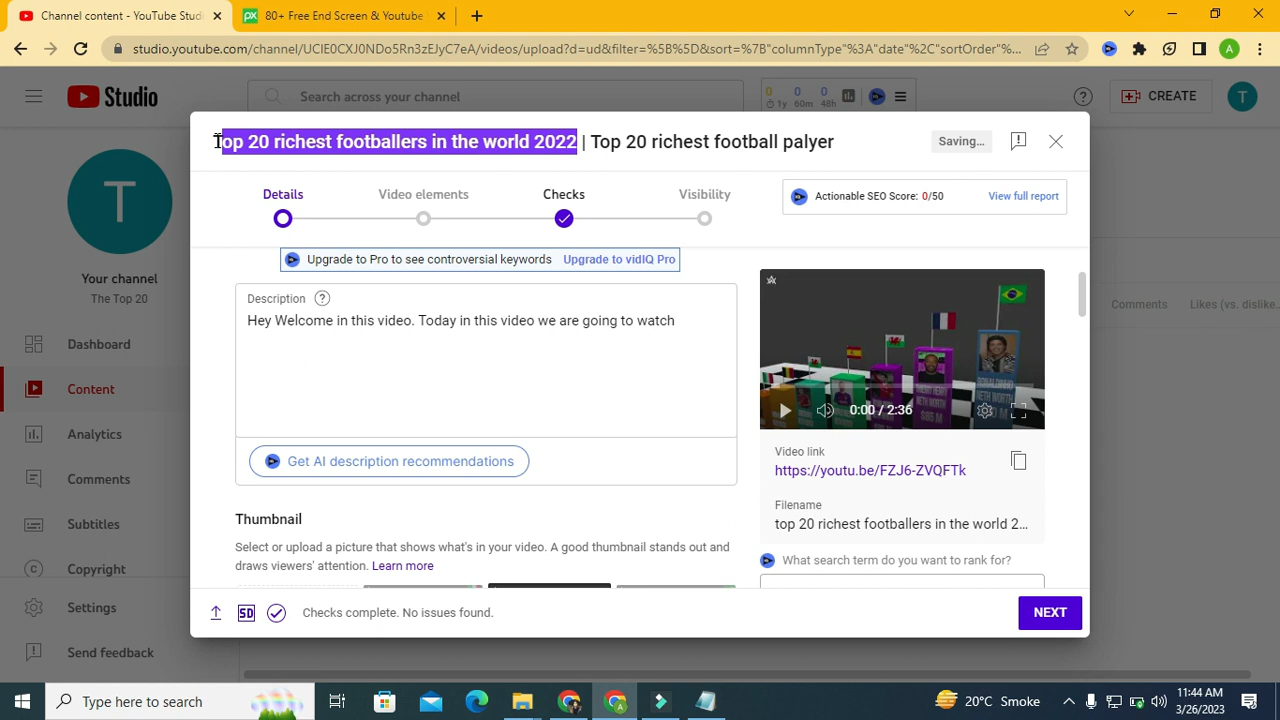 Channel content - YouTube Studi
80+ Free End Screen & Youtube
studio.youtube.com/channel/UCIE0CXJ0NDo5Rn3zEJyC7eA/videos/upload?d=ud&filter=%5B%5D&sort=%7B"columnType"%3A"date"%2C"sortOrder"%...
A
Studio
Search across your channel
0 0 0
1y 60m 48h
CREATE
T
Top 20 richest footballers in the world 2022 | Top 20 richest football palyer
Saving...
Details
Video elements
Checks
Visibility
Actionable SEO Score: 0/50
View full report
T
Your channel
The Top 20
Dashboard
Content
Analytics
Comments
Subtitles
Copyright
Settings
Send feedback
Upgrade to Pro to see controversial keywords Upgrade to vidIQ Pro
Description
Hey Welcome in this video. Today in this video we are going to watch
Get AI description recommendations
Thumbnail
Select or upload a picture that shows what's in your video. A good thumbnail stands out and
draws viewers' attention. Learn more
0:00 / 2:36
Video link
https://youtu.be/FZJ6-ZVQFTk
Filename
top 20 richest footballers in the world 2...
What search term do you want to rank for?
Comments
Likes (vs. dislike...
SD
Checks complete. No issues found.
NEXT
Type here to search
20°C Smoke
11:44 AM
3/26/2023